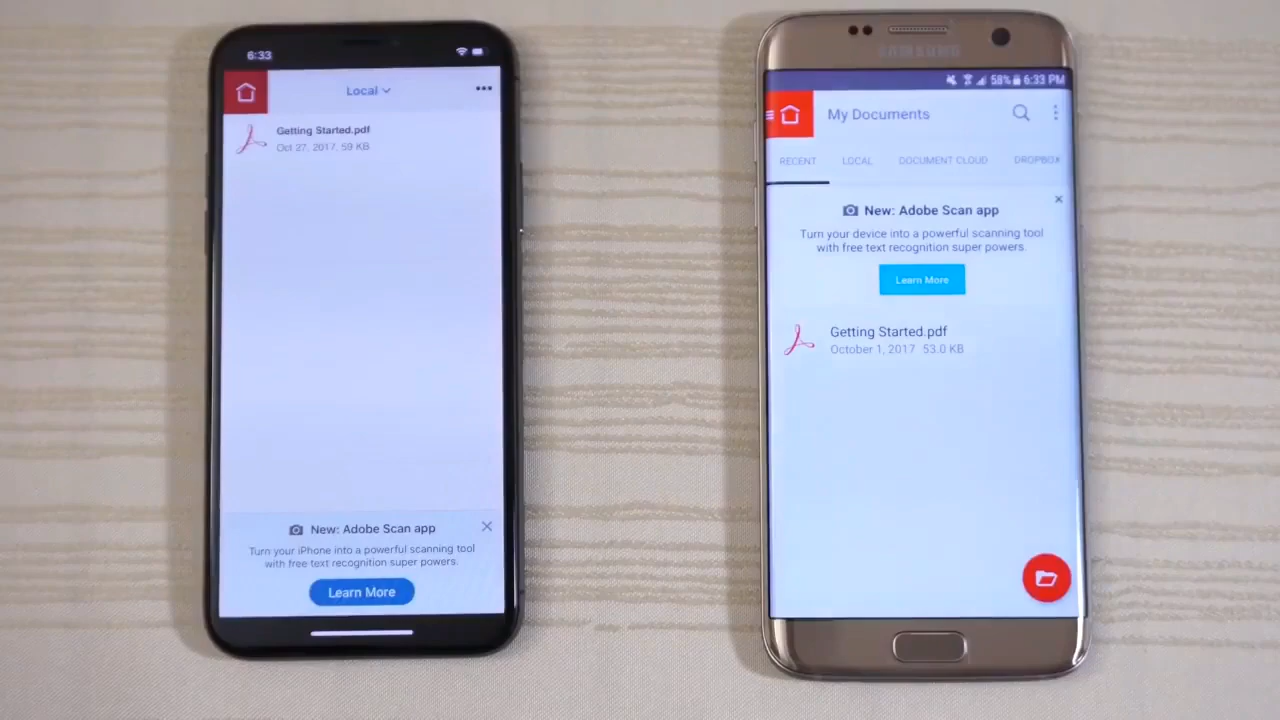 6:33
Local
Getting Started.pdf
Oct 27, 2017, 59 KB
New: Adobe Scan app
Turn your iPhone into a powerful scanning tool
with free text recognition super powers.
Learn More
SAMSUNG
58% 6:33 PM
My Documents
RECENT LOCAL DOCUMENT CLOUD DROPBOX
New: Adobe Scan app
Turn your device into a powerful scanning tool
with free text recognition super powers.
Learn More
Getting Started.pdf
October 1, 2017 53.0 KB